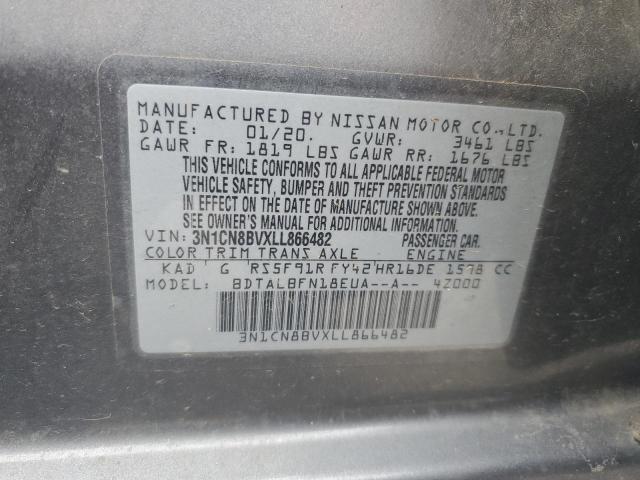 MANUFACTURED BY NISSAN MOTOR CO.,LTD.
DATE: 01/20. GVWR: 3461 LBS
GAWR FR: 1819 LBS GAWR RR: 1676 LBS
THIS VEHICLE CONFORMS TO ALL APPLICABLE FEDERAL MOTOR
VEHICLE SAFETY, BUMPER AND THEFT PREVENTION STANDARDS
IN EFFECT ON THE DATE OF MANUFACTURE SHOWN ABOVE.
SEE OWNER'S MANUAL FOR ADDITIONAL INFORMATION.
VIN: 3N1CN8BVXLL866482 PASSENGER CAR.
COLOR TRIM TRANS AXLE ENGINE
KAD G RS5F91R FY42 HR16DE 1598 CC
MODEL: BDTALBFN18EUA--A-- 4Z000
3N1CN8BVXLL866482